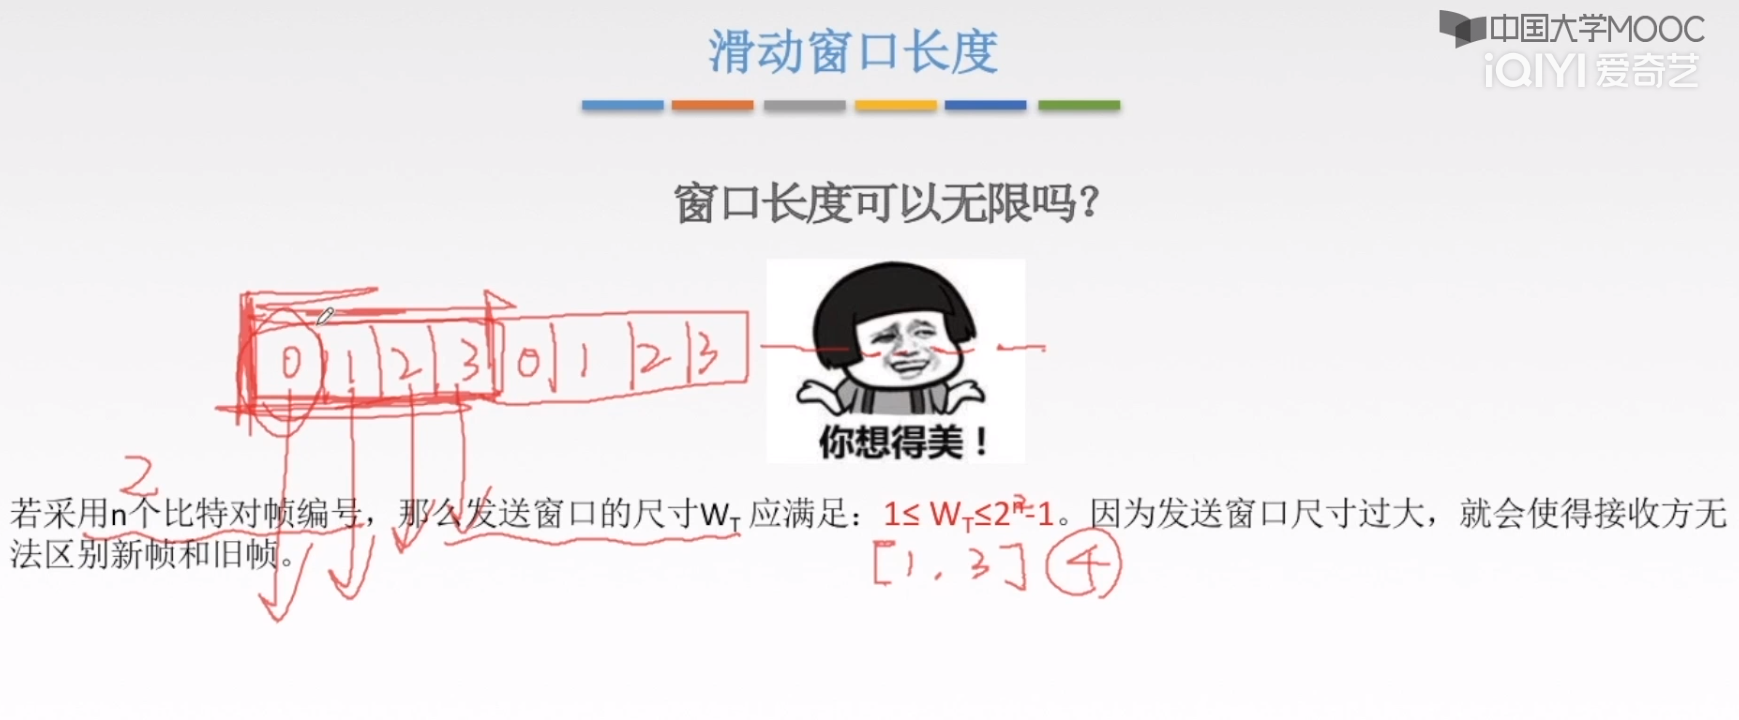 中国大学MOOC
iQIYI 爱奇艺
滑动窗口长度
窗口长度可以无限吗？
0 1 2 3 0 1 2 3
你想得美！
2
若采用n个比特对帧编号，那么发送窗口的尺寸W_T应满足：1≤ W_T≤2^n-1。因为发送窗口尺寸过大，就会使得接收方无
法区别新帧和旧帧。
[1, 3] 4